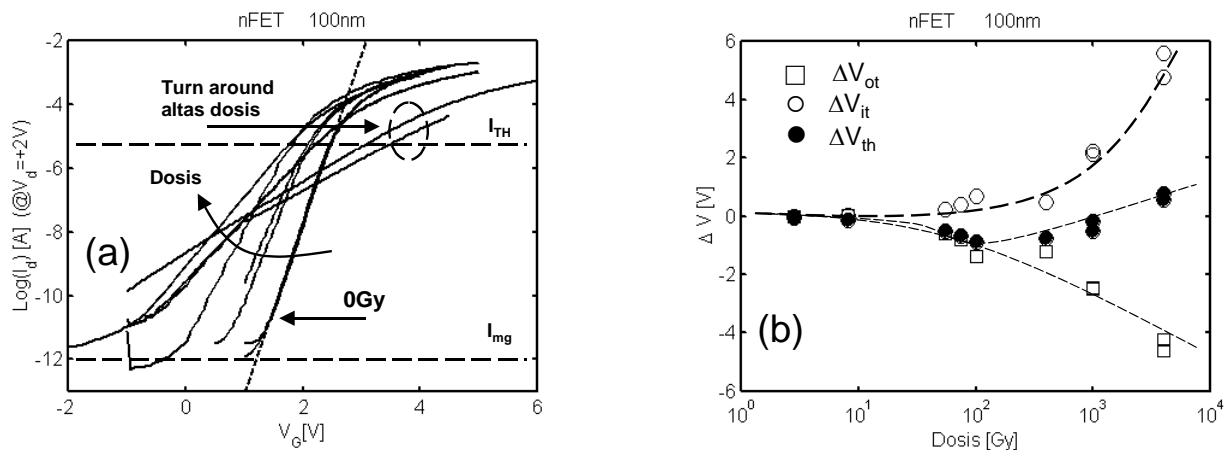 nFET 100nm
-2
-4
-6
-8
-10
-12
Log(I_d) [A] (@V_d=+2V)
Turn around
altas dosis
I_TH
Dosis
(a)
0Gy
I_mg
-2 0 2 4 6
V_G[V]
nFET 100nm
6
4
2
0
-2
-4
-6
Δ V [V]
ΔV_ot
ΔV_it
ΔV_th
(b)
10^0 10^1 10^2 10^3 10^4
Dosis [Gy]